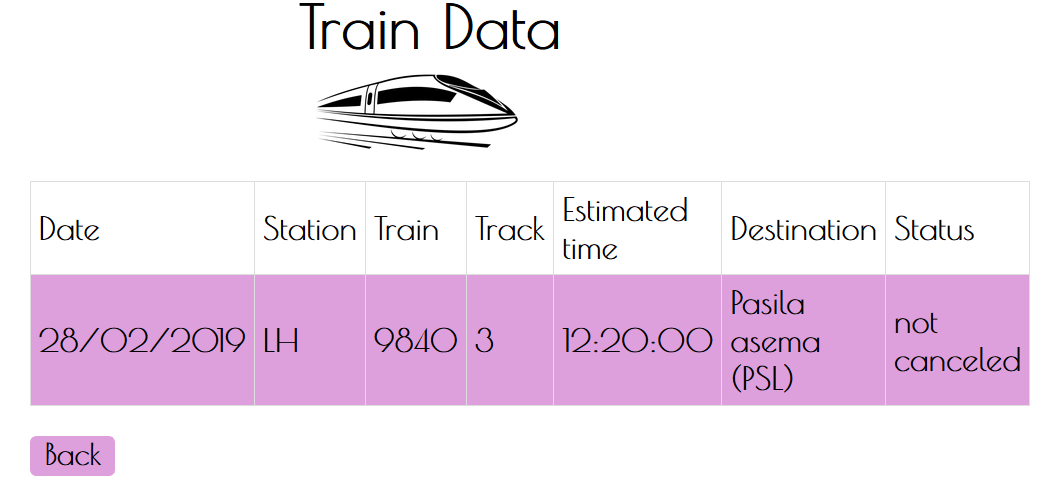 Train Data
Date Station Train Track Estimated time Destination Status
28/02/2019 LH 9840 3 12:20:00 Pasila asema (PSL) not canceled
Back